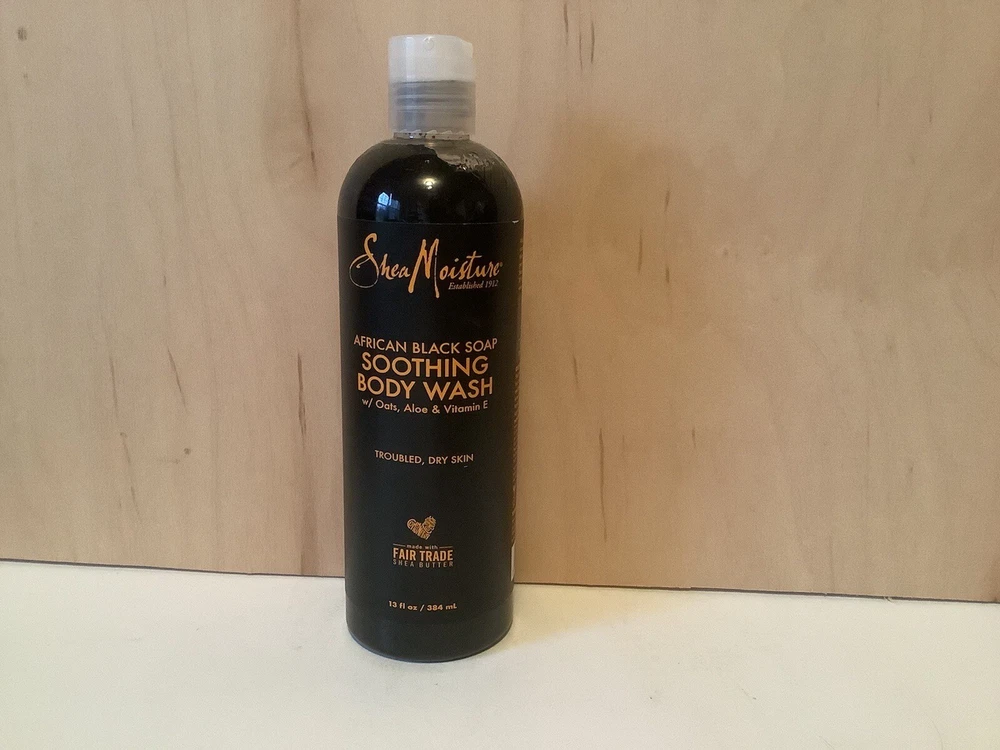 SheaMoisture
Established 1912
AFRICAN BLACK SOAP
SOOTHING
BODY WASH
w/ Oats, Aloe & Vitamin E
TROUBLED, DRY SKIN
made with
FAIR TRADE
SHEA BUTTER
13 fl oz / 384 mL